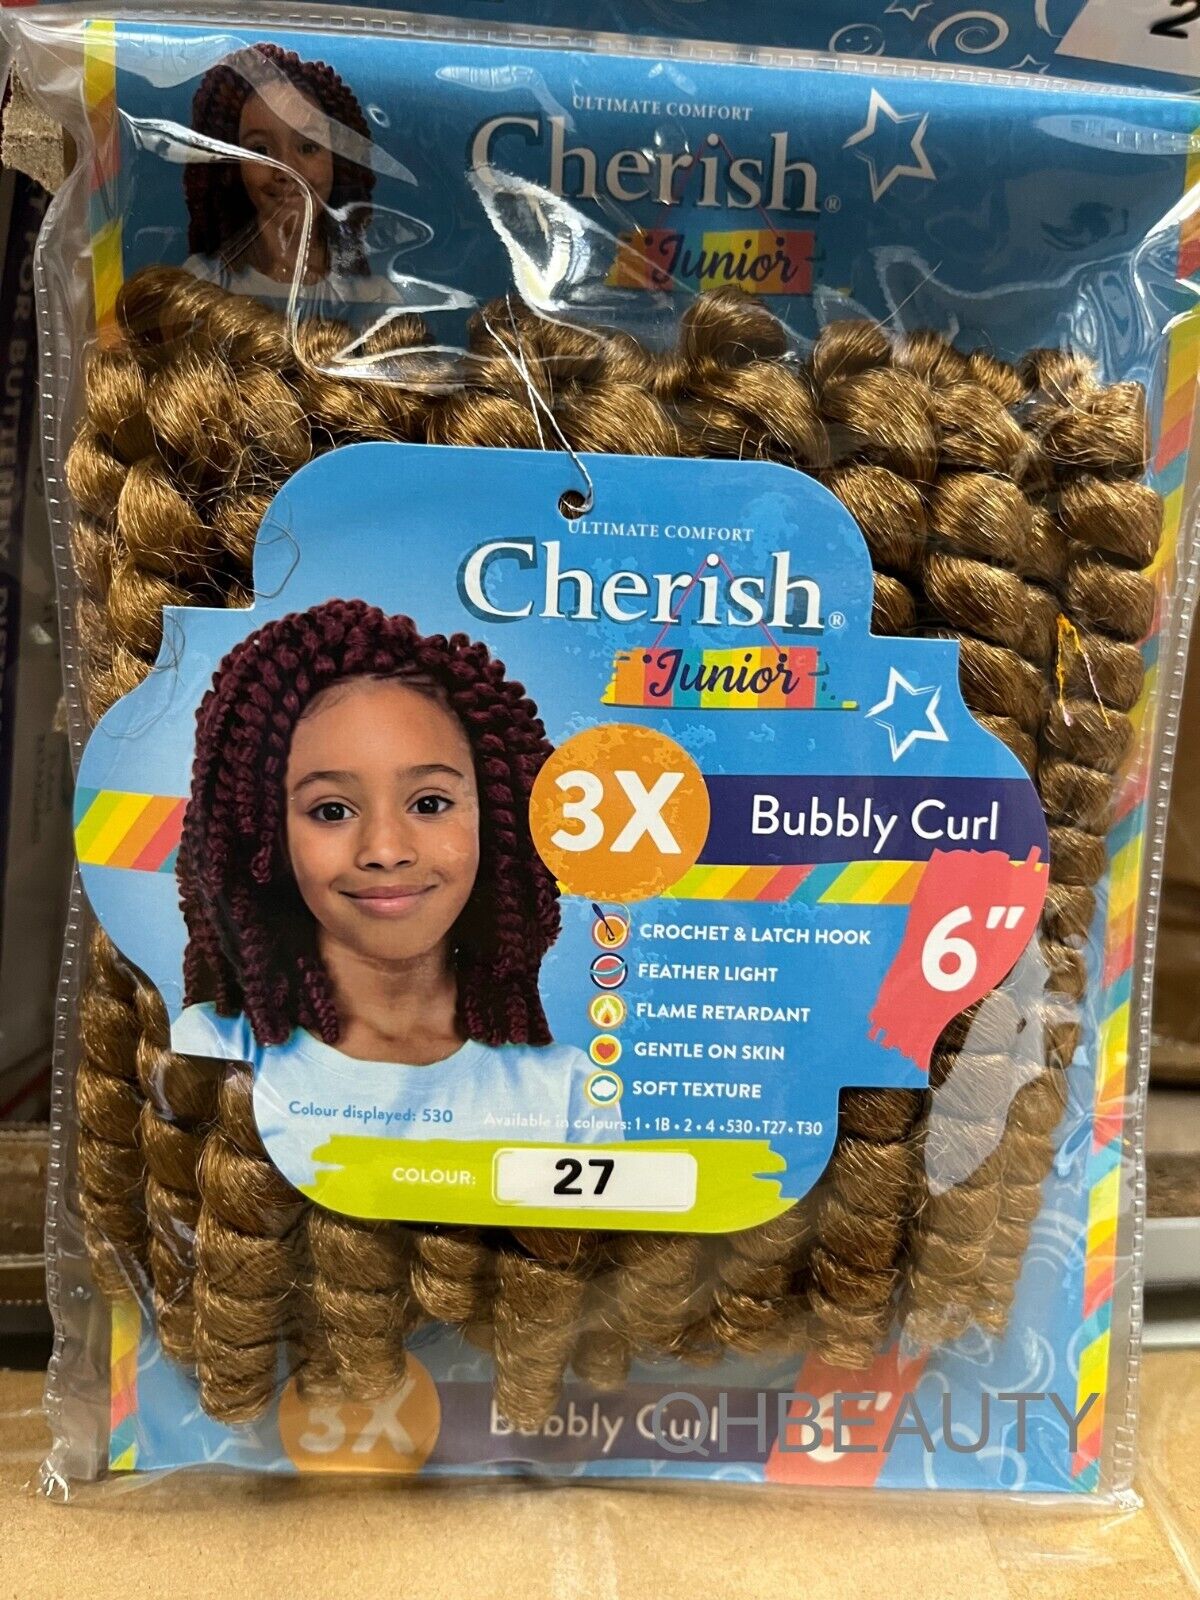 2
ULTIMATE COMFORT
Cherish®
Junior
ULTIMATE COMFORT
Cherish®
Junior
3X
Bubbly Curl
6"
CROCHET & LATCH HOOK
FEATHER LIGHT
FLAME RETARDANT
GENTLE ON SKIN
SOFT TEXTURE
Colour displayed: 530
Available in colours: 1 • 1B • 2 • 4 • 530 • T27 • T30
COLOUR:
27
3X
Bubbly Curl
6"
QHBEAUTY